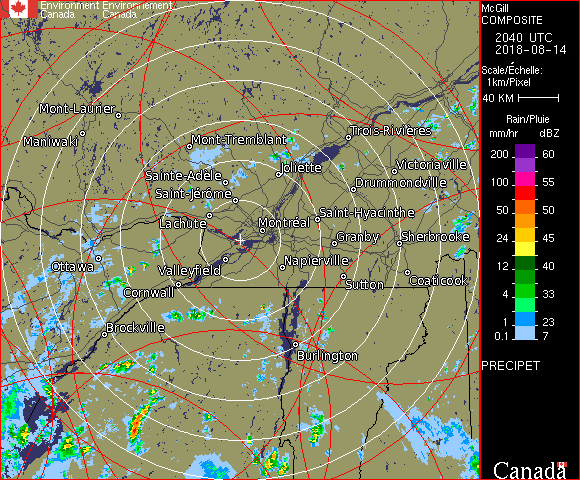 Environment Environnement
Canada Canada
McGill
COMPOSITE
2040 UTC
2018-08-14
Scale/Échelle:
1km/Pixel
40 KM
Rain/Pluie
mm/hr dBZ
200 60
55
100 55
50 50
24 45
12 40
4 33
1 23
0.1 7
PRECIPET
Canada
Mont-Laurier
Maniwaki
Mont-Tremblant
Trois-Rivières
Joliette
Victoriaville
Sainte-Adèle
Drummondville
Saint-Jérôme
Saint-Hyacinthe
Lachute
Montréal
Granby
Sherbrooke
Ottawa
Valleyfield
Napierville
Cornwall
Sutton
Coaticook
Brockville
Burlington